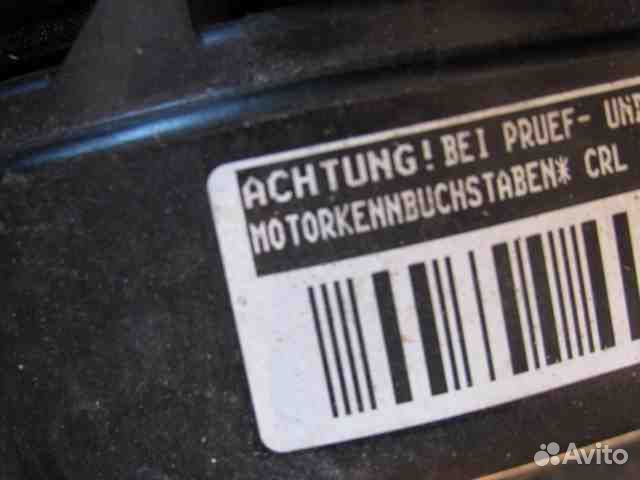 ACHTUNG! BEI PRUEF- UND
MOTORKENNBUCHSTABEN* CRL
Avito